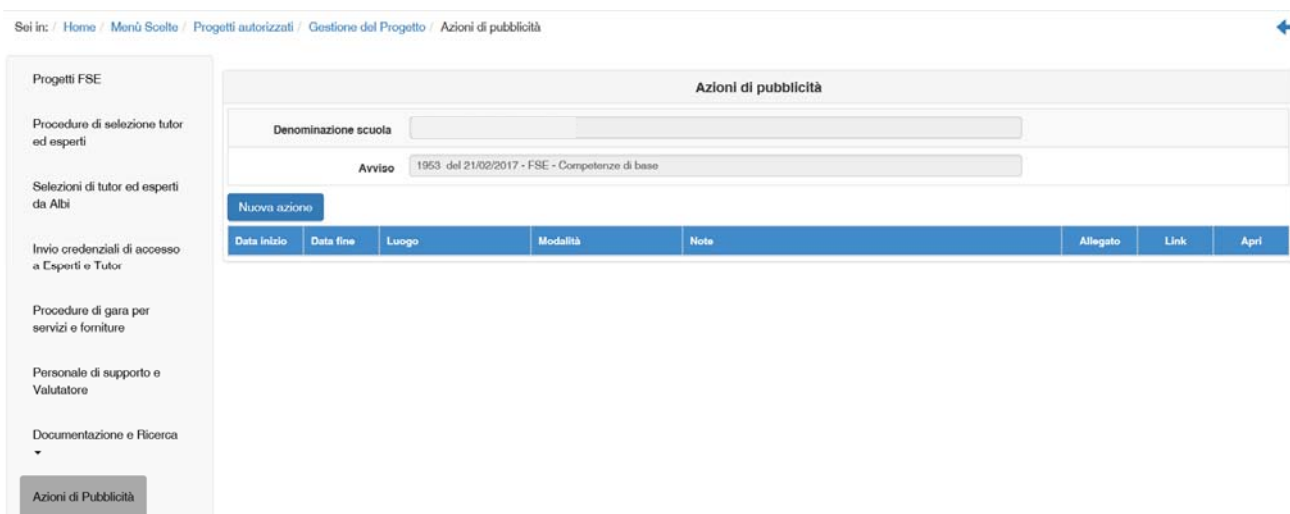 Sei in: / Home / Menù Scelte / Progetti autorizzati / Gestione del Progetto / Azioni di pubblicità
Progetti FSE
Procedure di selezione tutor
ed esperti
Selezioni di tutor ed esperti
da Albi
Invio credenziali di accesso
a Esperti e Tutor
Procedure di gara per
servizi e forniture
Personale di supporto e
Valutatore
Documentazione e Ricerca
Azioni di Pubblicità
Azioni di pubblicità
Denominazione scuola
Avviso 1953 del 21/02/2017 - FSE - Competenze di base
Nuova azione
Data inizio Data fine Luogo Modalità Note Allegato Link Apri